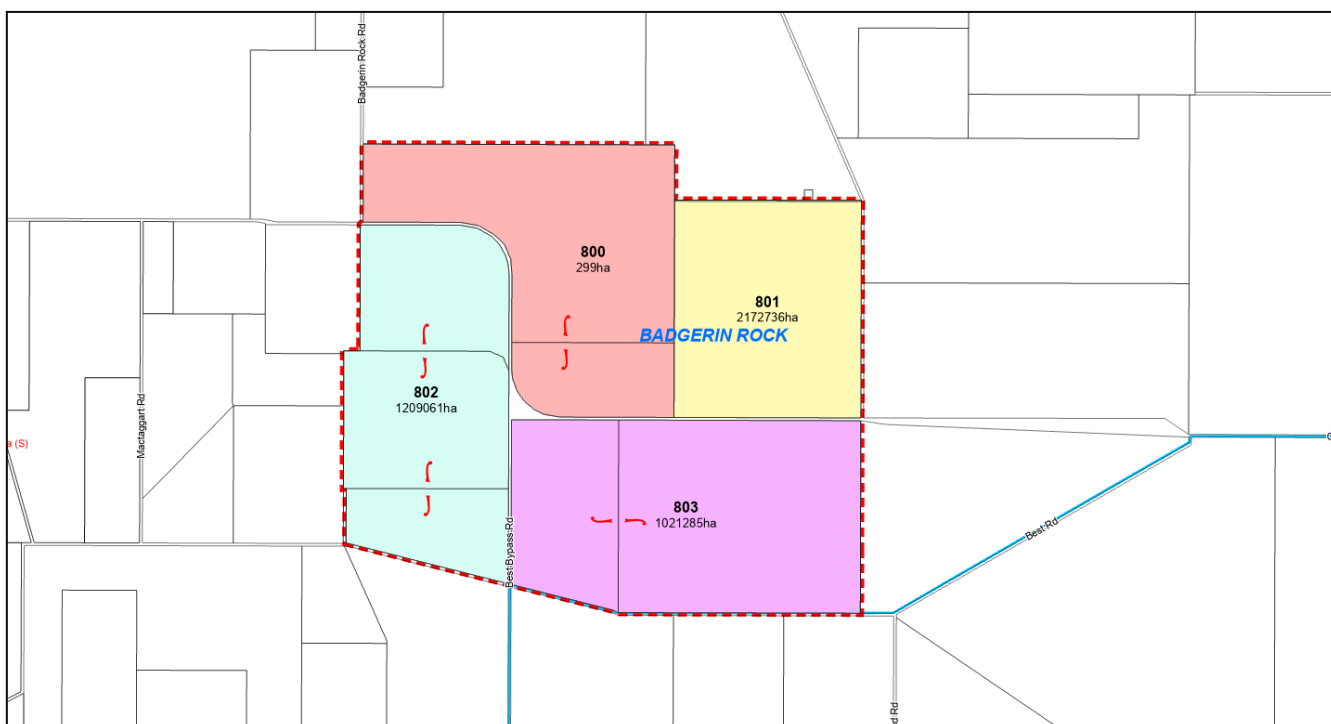 Badgerin Rock Rd
800
299ha
801
2172736ha
BADGERIN ROCK
802
1209061ha
Mactaggart Rd
a (S)
803
1021285ha
Best Bypass Rd
Best Rd
G
d Rd